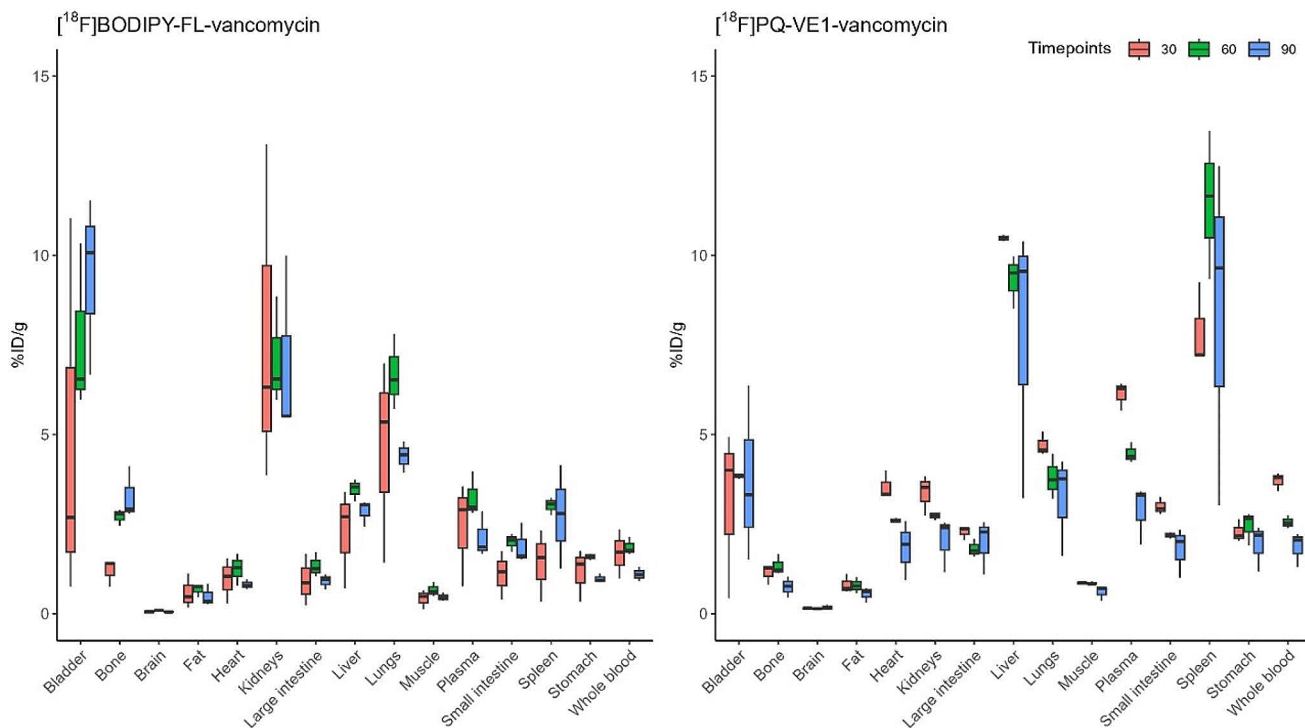 [¹⁸F]BODIPY-FL-vancomycin
[¹⁸F]PQ-VE1-vancomycin
Timepoints 30 60 90
%ID/g
15
10
5
0
Bladder
Bone
Brain
Fat
Heart
Kidneys
Large intestine
Liver
Lungs
Muscle
Plasma
Small intestine
Spleen
Stomach
Whole blood
%ID/g
15
10
5
0
Bladder
Bone
Brain
Fat
Heart
Kidneys
Large intestine
Liver
Lungs
Muscle
Plasma
Small intestine
Spleen
Stomach
Whole blood